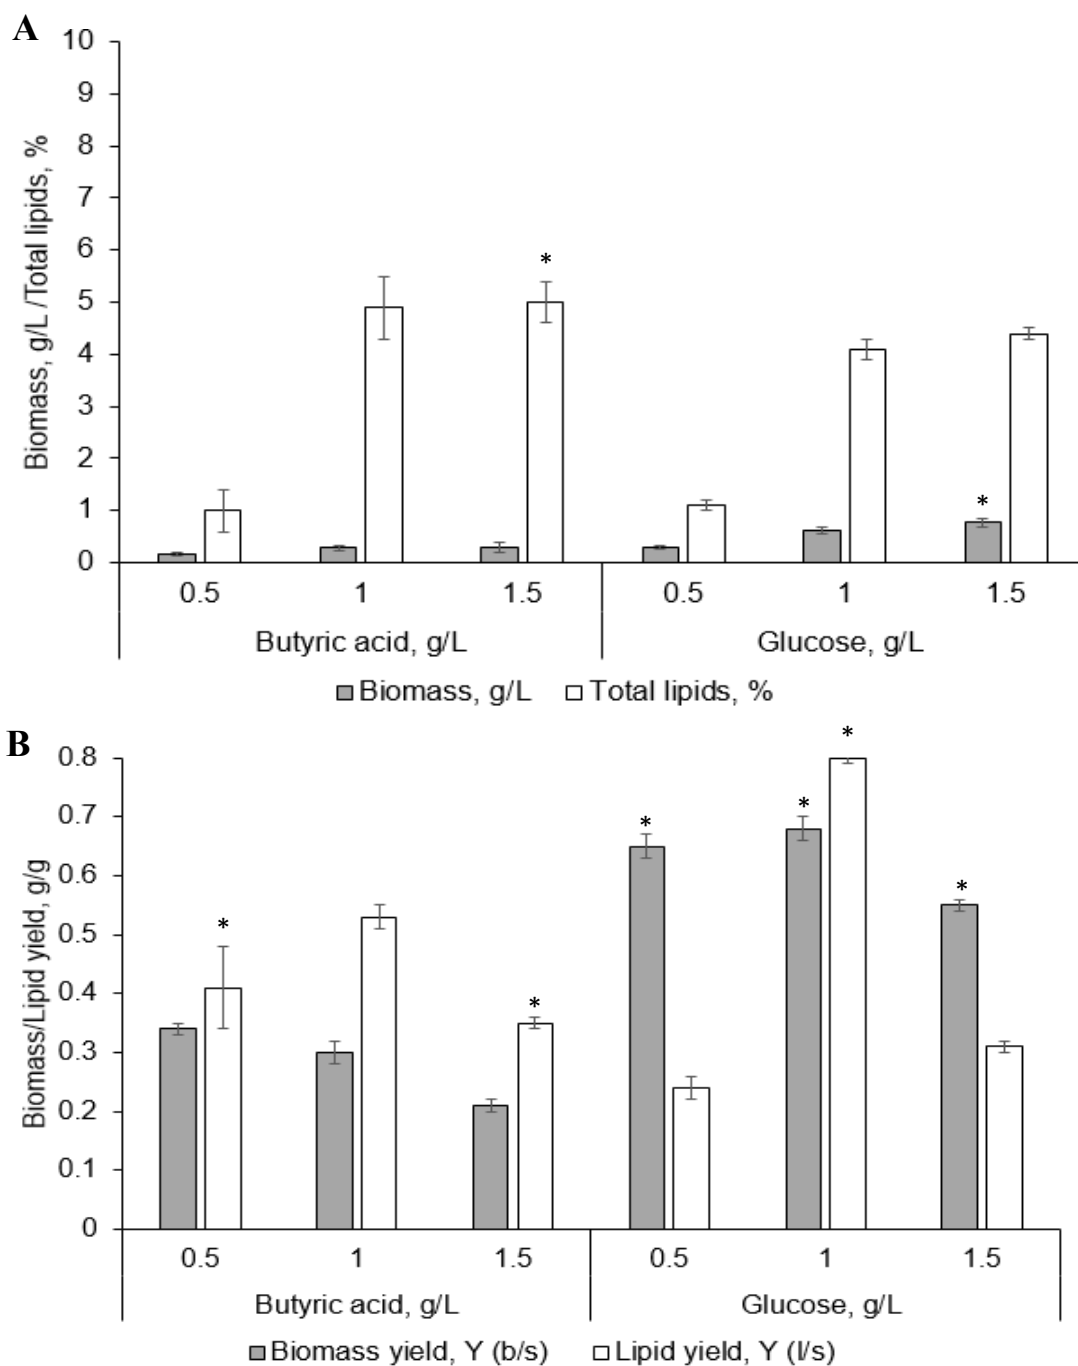 A
10
9
8
7
6
5
4
3
2
1
0
Biomass, g/L /Total lipids, %
*
*
0.5 1 1.5 0.5 1 1.5
Butyric acid, g/L Glucose, g/L
Biomass, g/L Total lipids, %
B
0.8
0.7
0.6
0.5
0.4
0.3
0.2
0.1
0
Biomass/Lipid yield, g/g
*
*
*
*
*
*
0.5 1 1.5 0.5 1 1.5
Butyric acid, g/L Glucose, g/L
Biomass yield, Y (b/s) Lipid yield, Y (l/s)